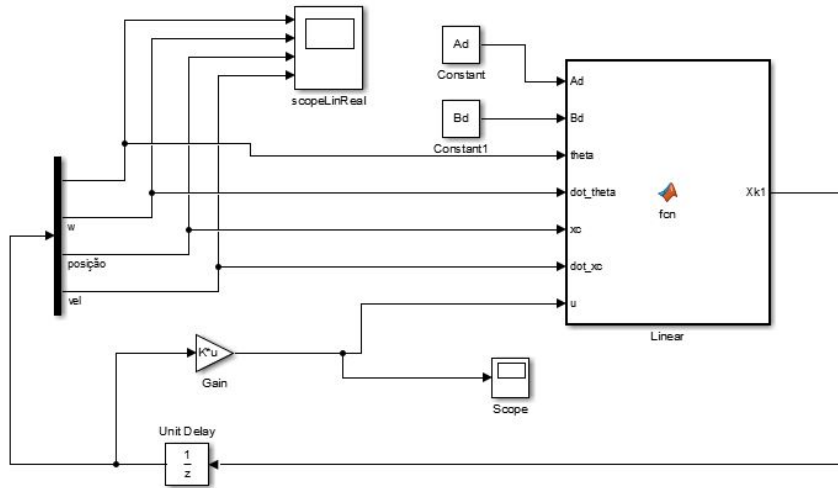 scopeLinReal
Ad
Constant
Bd
Constant1
w
posição
vel
Ad
Bd
theta
dot_theta
xc
dot_xc
u
fcn
Xk1
Linear
K*u
Gain
Scope
Unit Delay
1
z